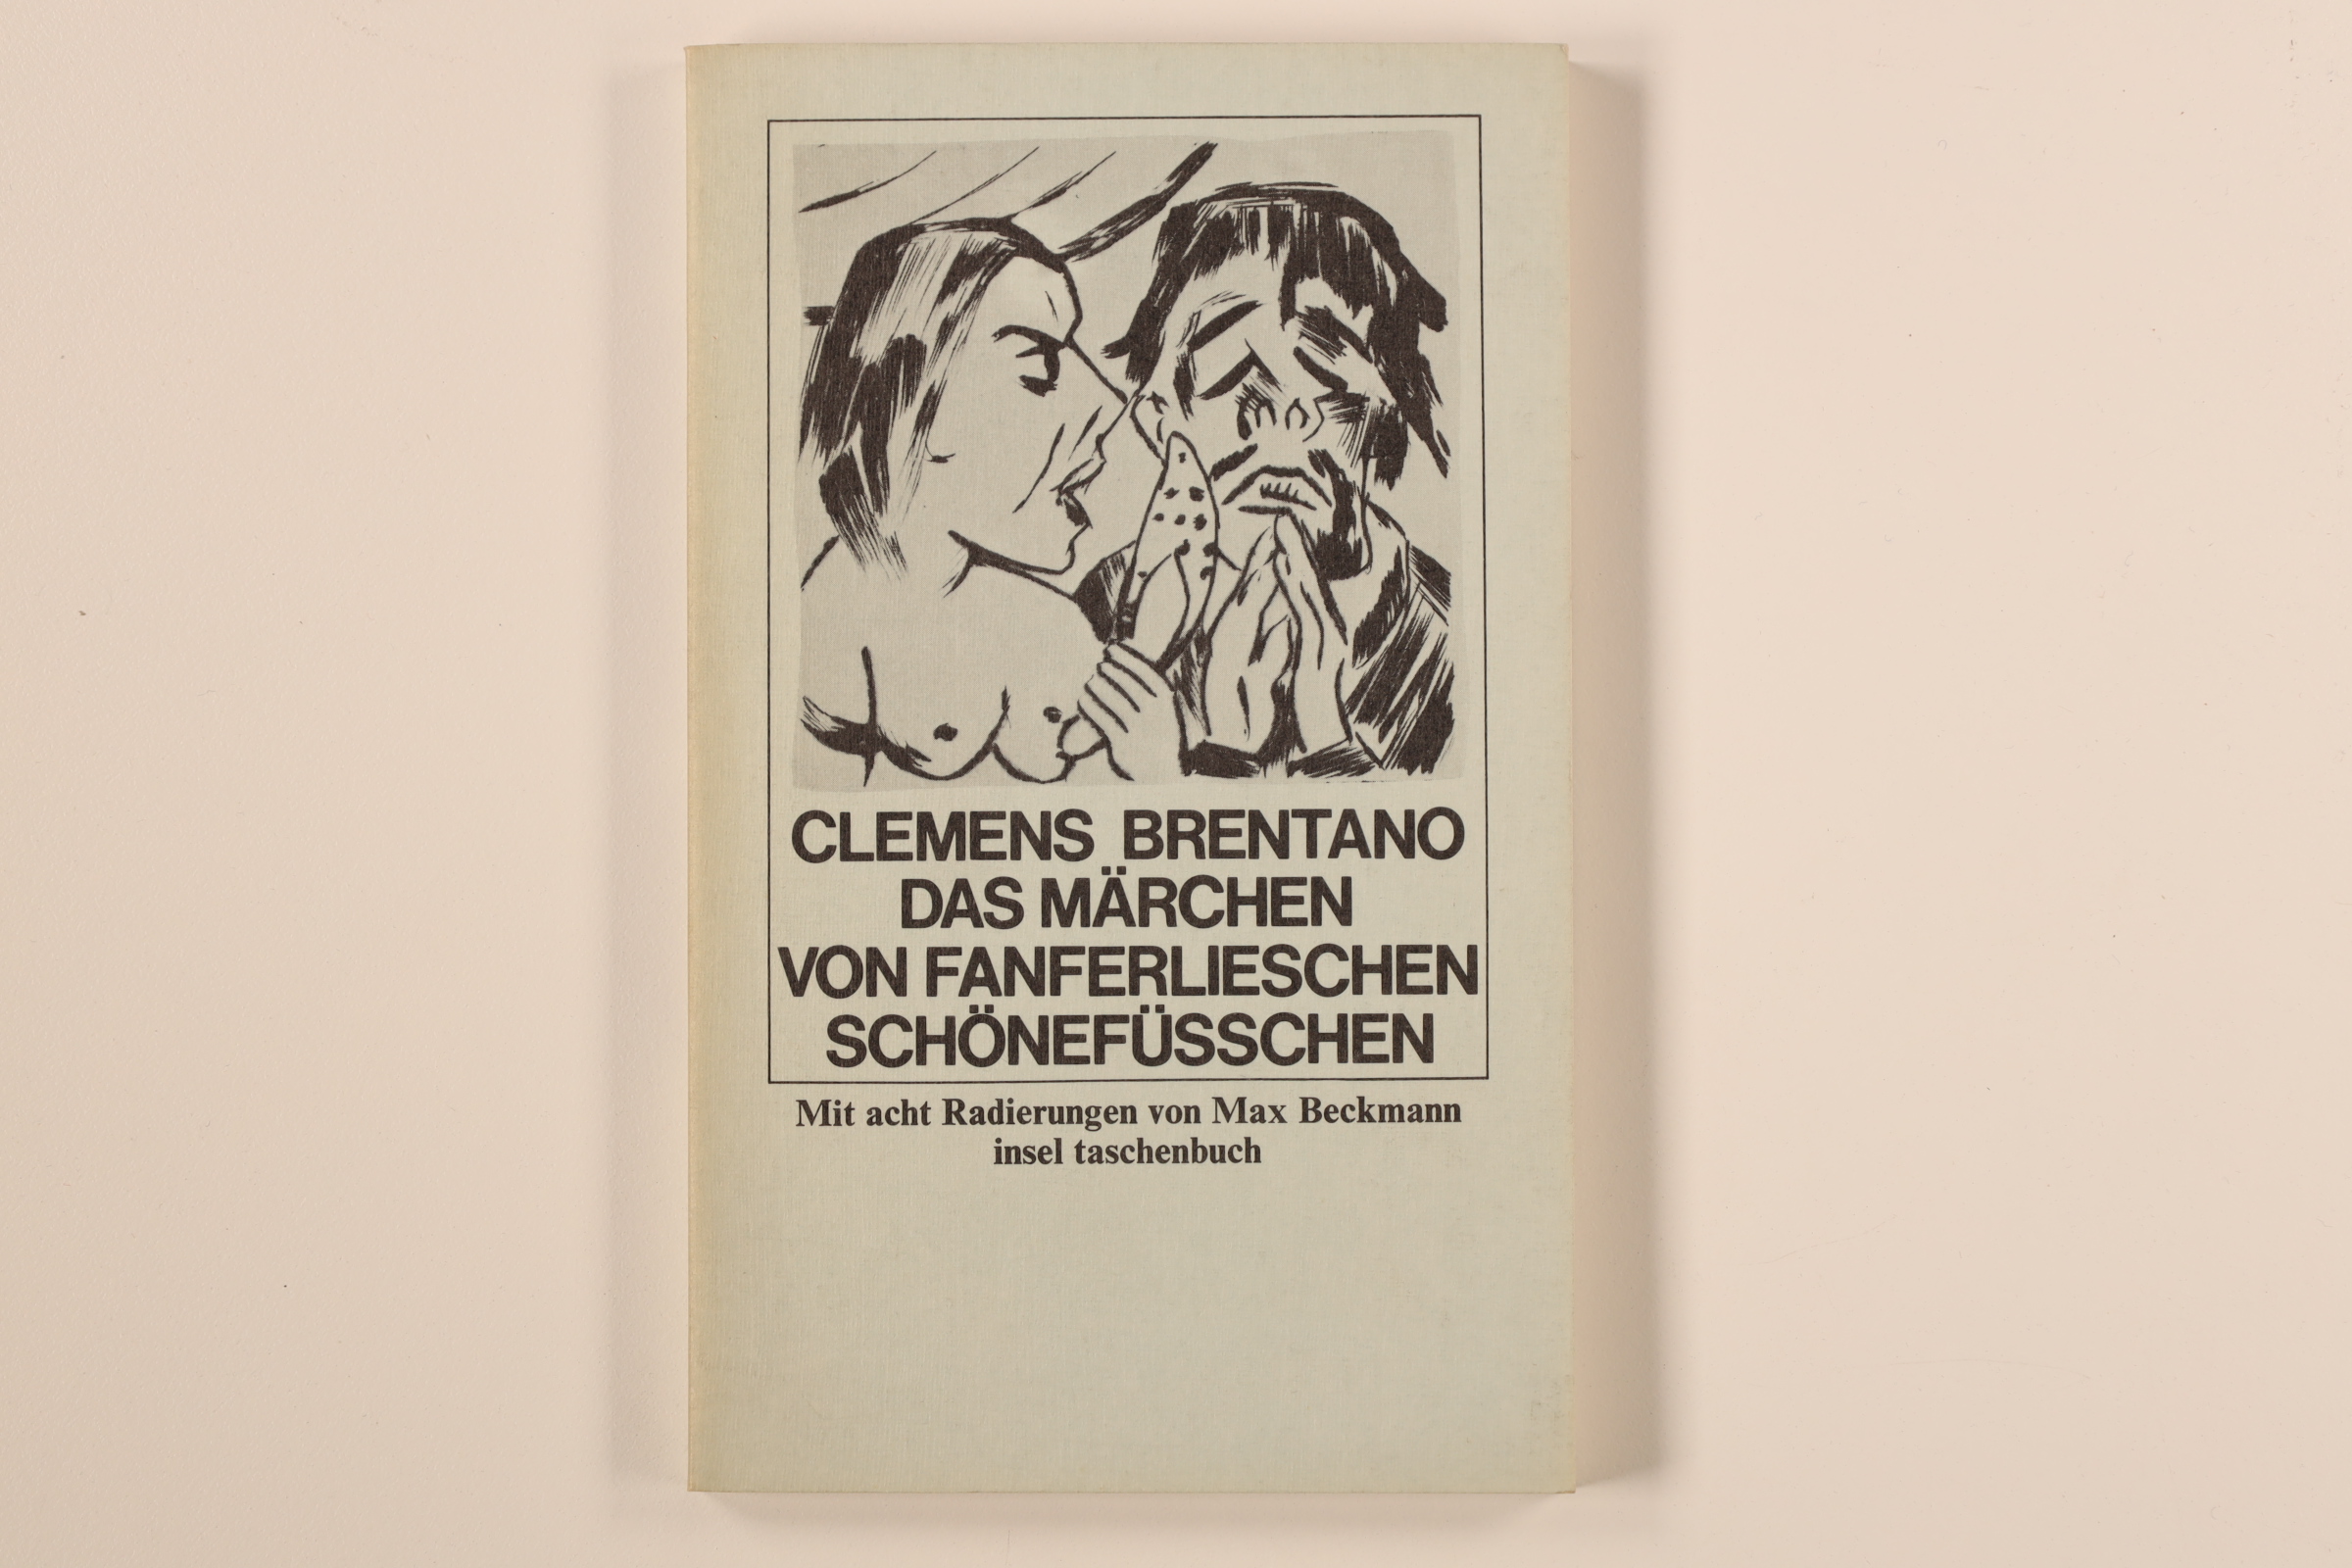 CLEMENS BRENTANO
DAS MÄRCHEN
VON FANFERLIESCHEN
SCHÖNEFÜSSCHEN
Mit acht Radierungen von Max Beckmann
insel taschenbuch